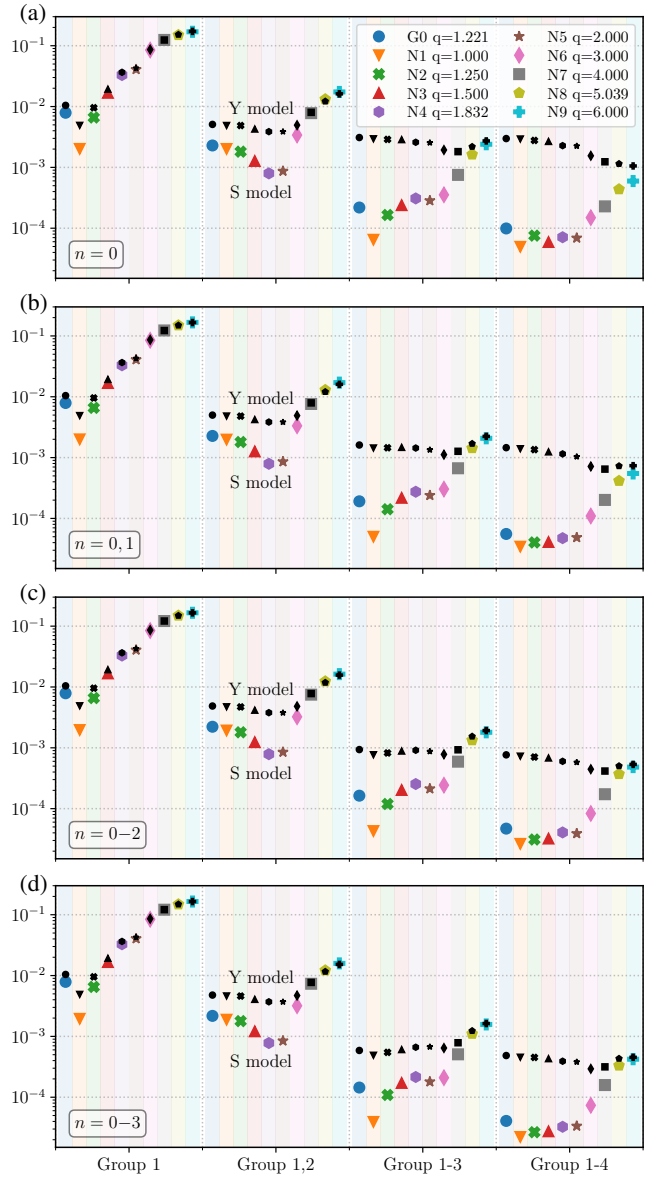 (a)
10⁻¹
10⁻²
10⁻³
10⁻⁴
G0 q=1.221
N1 q=1.000
N2 q=1.250
N3 q=1.500
N4 q=1.832
N5 q=2.000
N6 q=3.000
N7 q=4.000
N8 q=5.039
N9 q=6.000
Y model
S model
n = 0
(b)
10⁻¹
10⁻²
10⁻³
10⁻⁴
Y model
S model
n = 0, 1
(c)
10⁻¹
10⁻²
10⁻³
10⁻⁴
Y model
S model
n = 0−2
(d)
10⁻¹
10⁻²
10⁻³
10⁻⁴
Y model
S model
n = 0−3
Group 1 Group 1,2 Group 1-3 Group 1-4